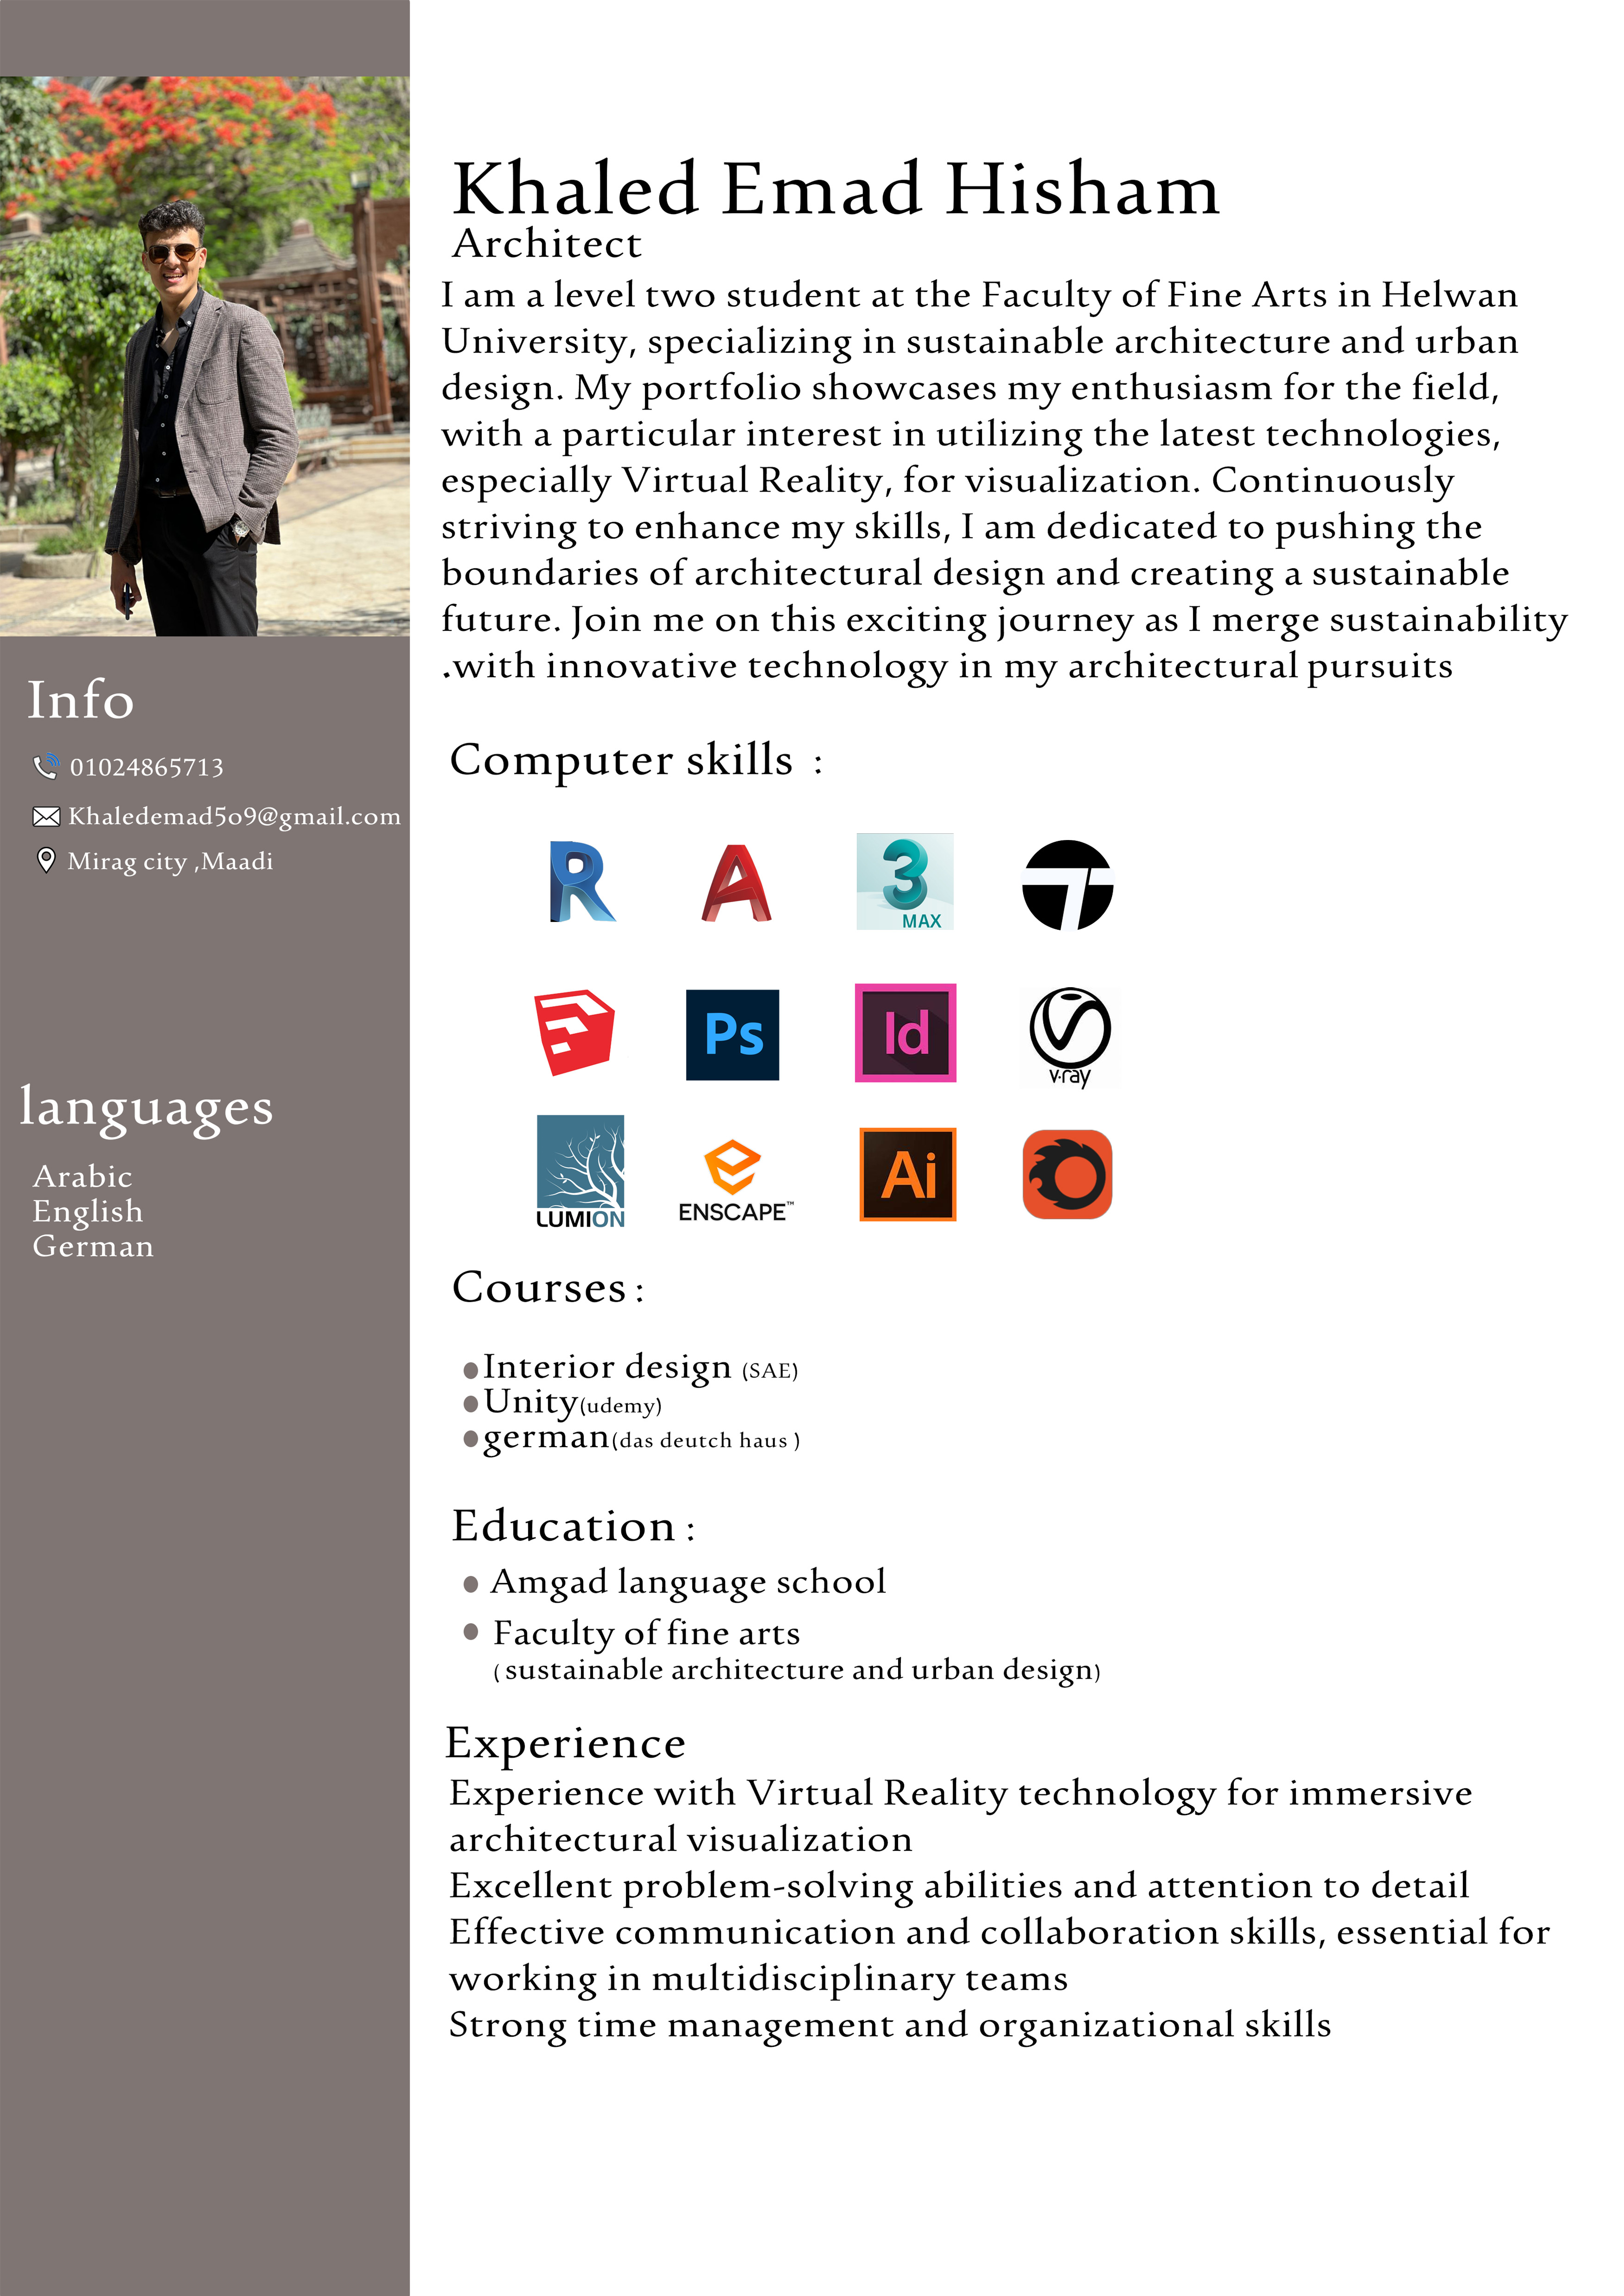 Khaled Emad Hisham
Architect
I am a level two student at the Faculty of Fine Arts in Helwan
University, specializing in sustainable architecture and urban
design. My portfolio showcases my enthusiasm for the field,
with a particular interest in utilizing the latest technologies,
especially Virtual Reality, for visualization. Continuously
striving to enhance my skills, I am dedicated to pushing the
boundaries of architectural design and creating a sustainable
future. Join me on this exciting journey as I merge sustainability
.with innovative technology in my architectural pursuits
Info
01024865713
Khaledemad5o9@gmail.com
Mirag city ,Maadi
languages
Arabic
English
German
Computer skills :
R A 3 MAX T
Ps Id v·ray
LUMION ENSCAPE™ Ai
Courses :
Interior design (SAE)
Unity(udemy)
german(das deutch haus )
Education :
Amgad language school
Faculty of fine arts
( sustainable architecture and urban design)
Experience
Experience with Virtual Reality technology for immersive
architectural visualization
Excellent problem-solving abilities and attention to detail
Effective communication and collaboration skills, essential for
working in multidisciplinary teams
Strong time management and organizational skills